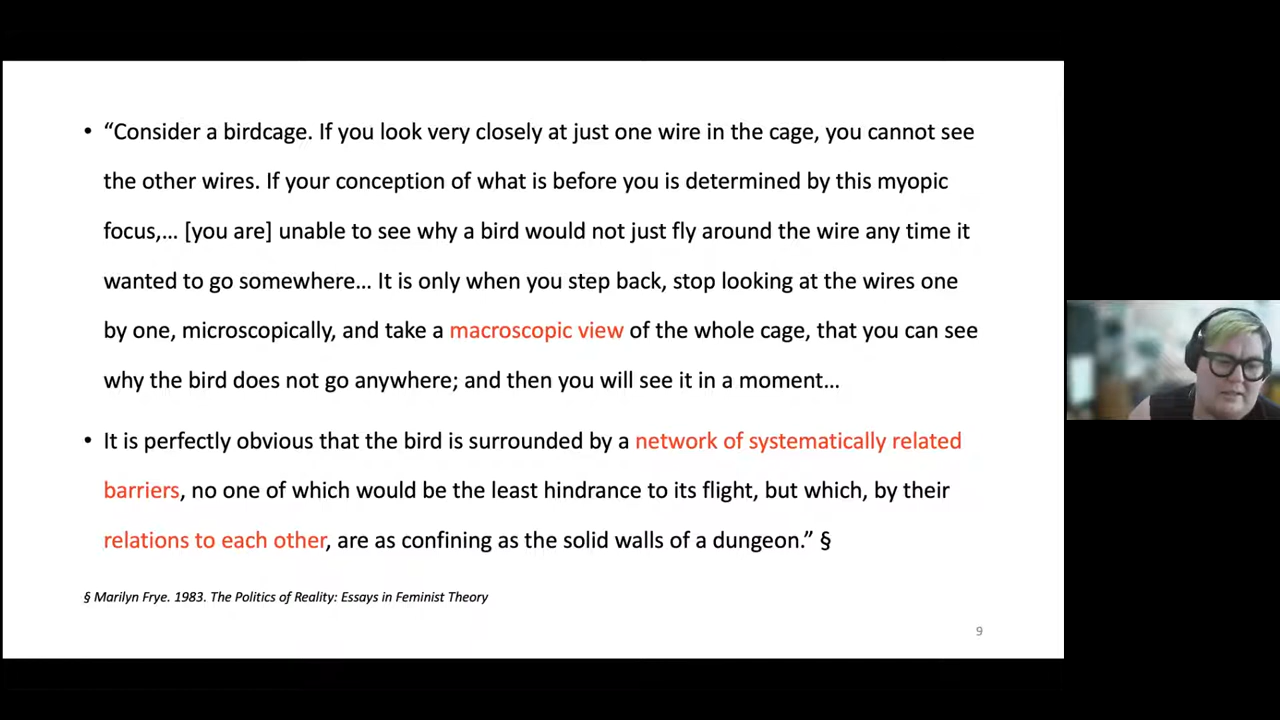 • “Consider a birdcage. If you look very closely at just one wire in the cage, you cannot see
the other wires. If your conception of what is before you is determined by this myopic
focus,… [you are] unable to see why a bird would not just fly around the wire any time it
wanted to go somewhere… It is only when you step back, stop looking at the wires one
by one, microscopically, and take a macroscopic view of the whole cage, that you can see
why the bird does not go anywhere; and then you will see it in a moment…
• It is perfectly obvious that the bird is surrounded by a network of systematically related
barriers, no one of which would be the least hindrance to its flight, but which, by their
relations to each other, are as confining as the solid walls of a dungeon.” §
§ Marilyn Frye. 1983. The Politics of Reality: Essays in Feminist Theory
9